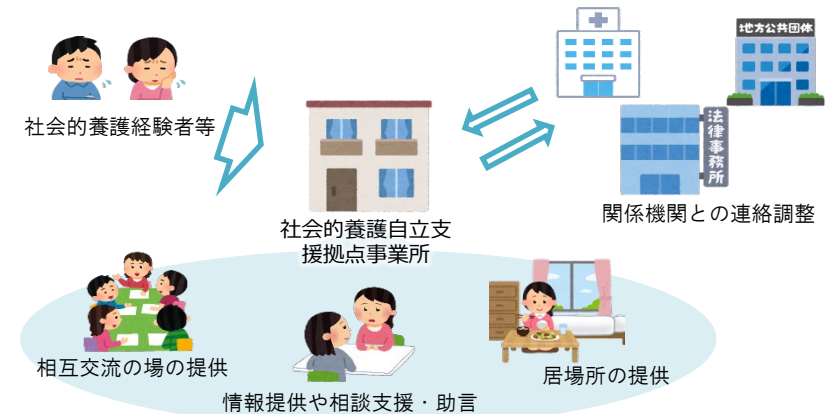 地方公共団体
社会的養護経験者等
法律事務所
関係機関との連絡調整
社会的養護自立支
援拠点事業所
相互交流の場の提供
居場所の提供
情報提供や相談支援・助言